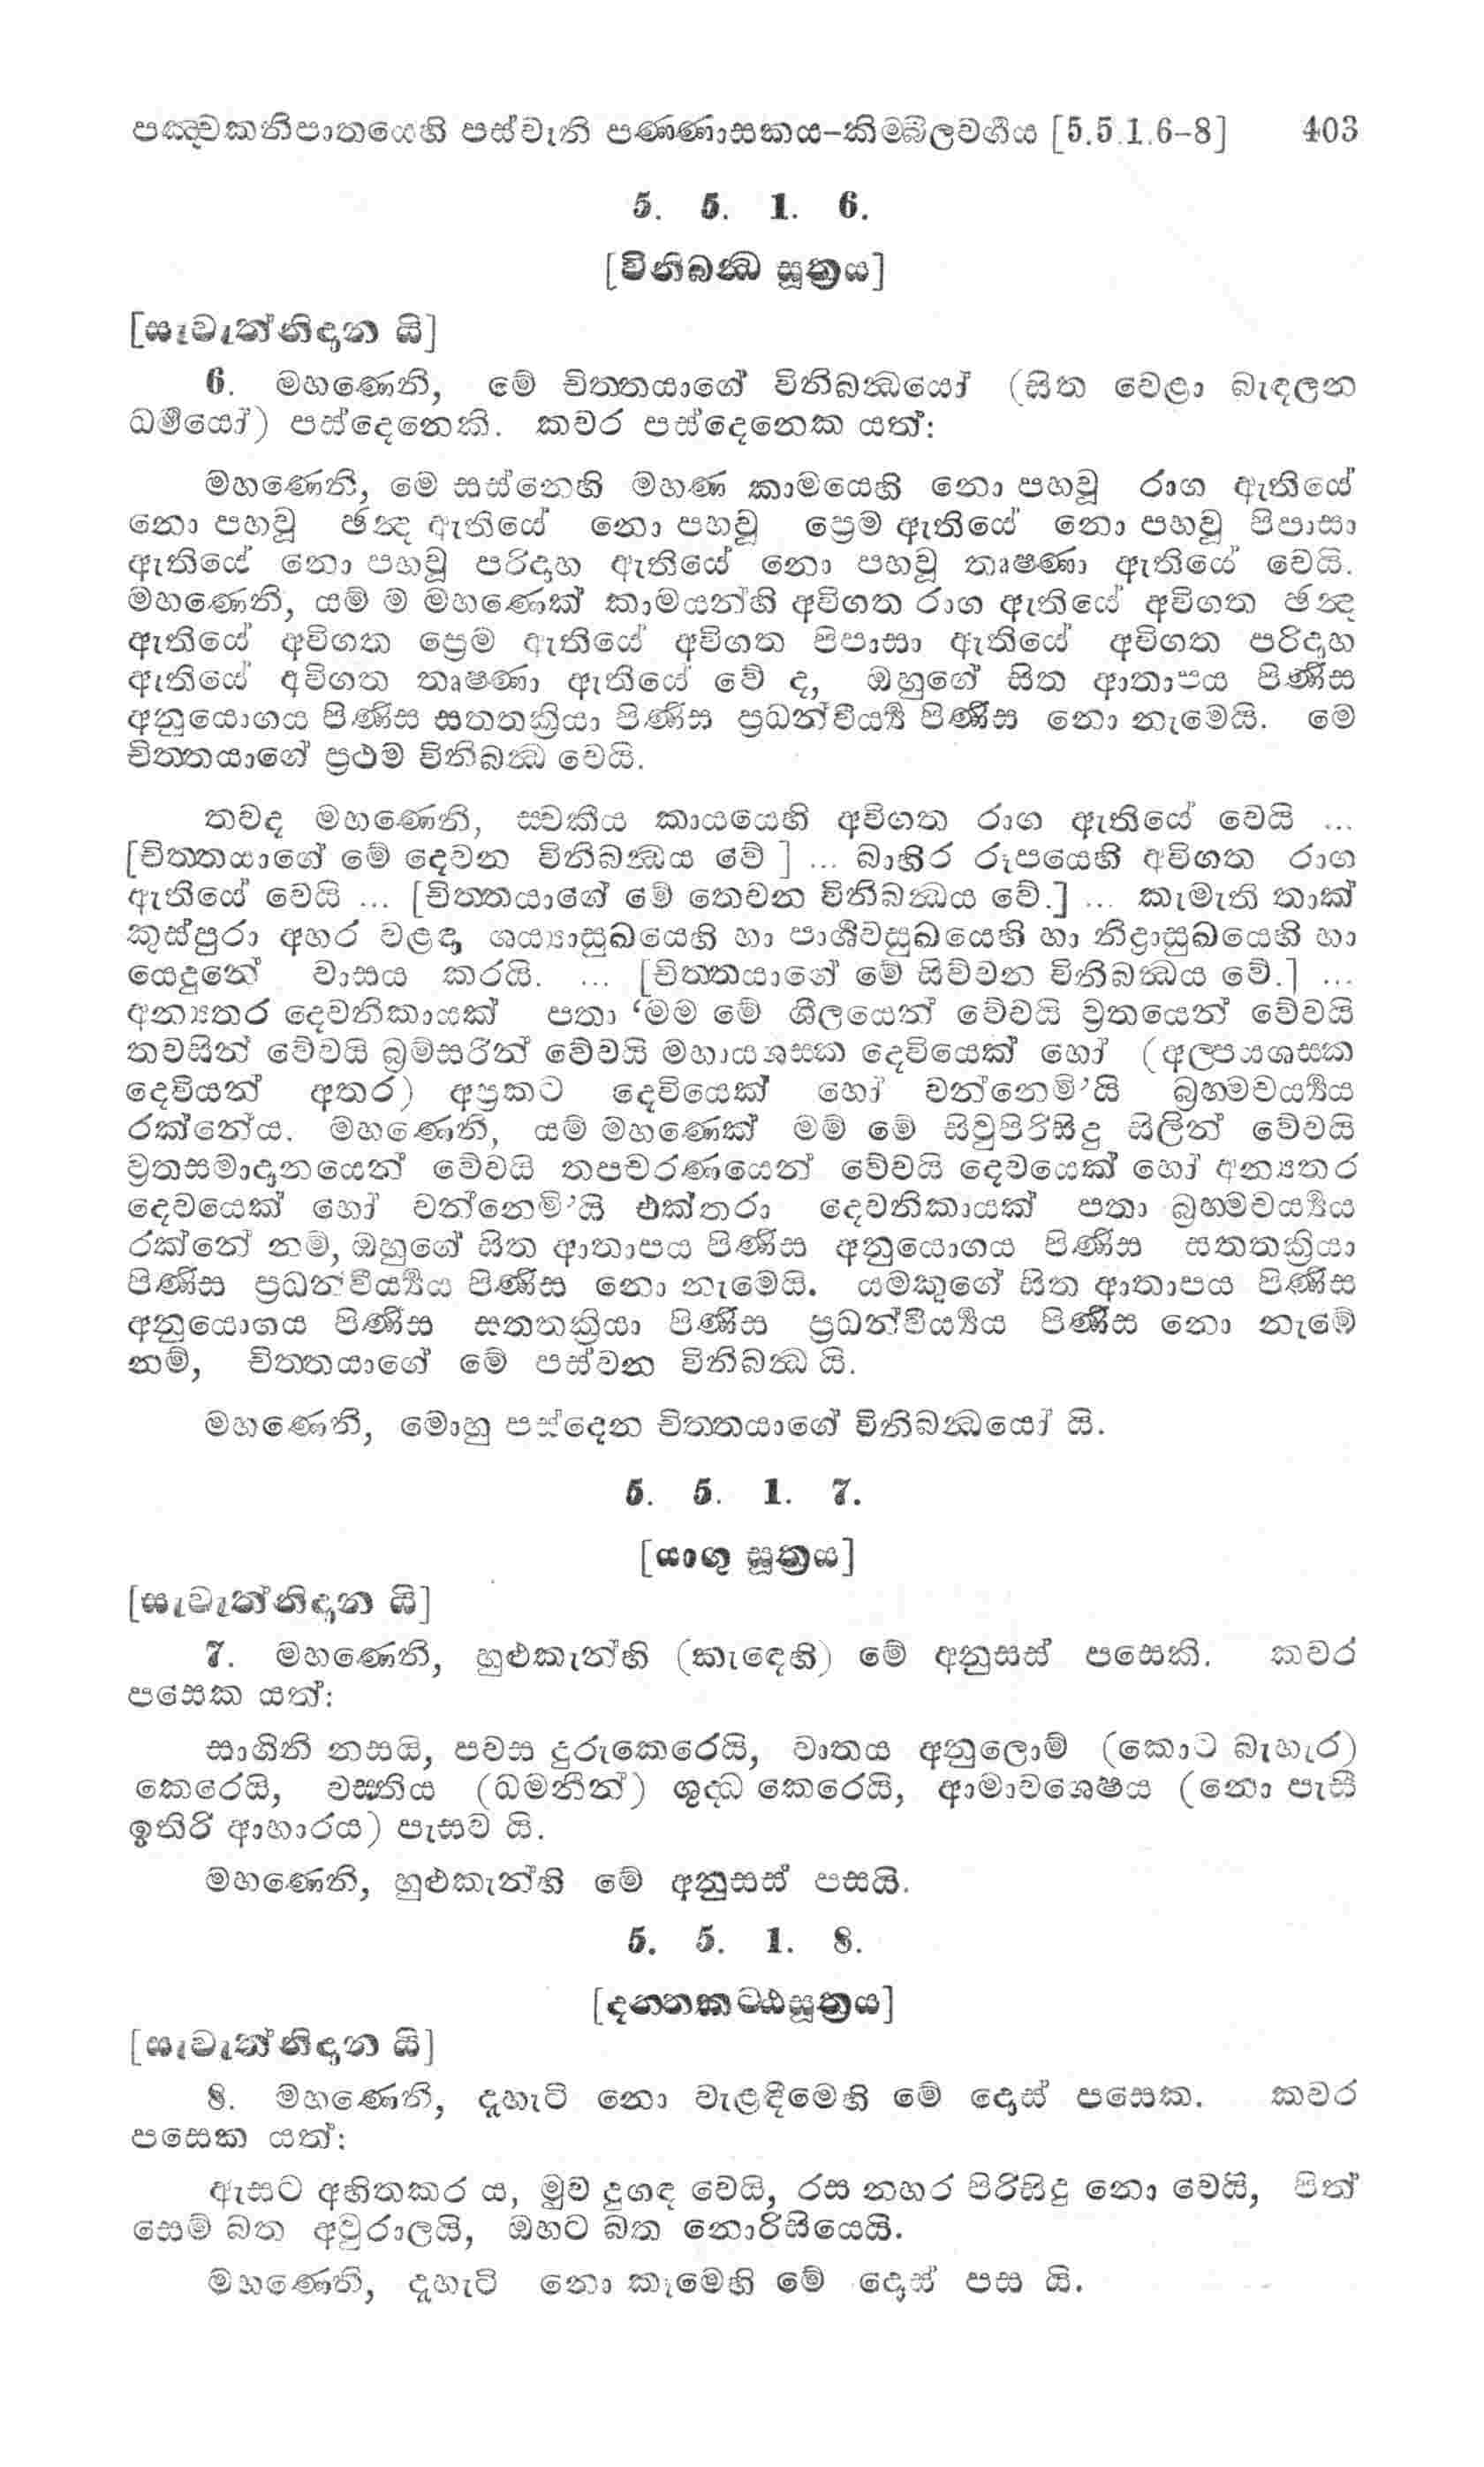 පඤ්චකනිපාතයෙහි පස්වැනි පණ්ණාසකය-කිම්බිලවර්ගය [5.5.1.6-8] 403
5. 5. 1. 6.
[විනිබන්ධ සූත්‍රය]
[සැවැත්නිදාන යි]
6. මහණෙනි, මේ චිත්තයාගේ විනිබන්ධයෝ (සිත වෙළා බැඳලන
ධර්මයෝ) පස්දෙනෙකි. කවර පස්දෙනෙක යත්:
මහණෙනි, මෙ සස්නෙහි මහණ කාමයෙහි නො පහවූ රාග ඇතියේ
නො පහවූ ඡන්ද ඇතියේ නො පහවූ ප්‍රෙම ඇතියේ නො පහවූ පිපාසා
ඇතියේ නො පහවූ පරිදාහ ඇතියේ නො පහවූ තෘෂ්ණා ඇතියේ වෙයි.
මහණෙනි, යම් ම මහණෙක් කාමයන්හි අවිගත රාග ඇතියේ අවිගත ඡන්ද
ඇතියේ අවිගත ප්‍රෙම ඇතියේ අවිගත පිපාසා ඇතියේ අවිගත පරිදාහ
ඇතියේ අවිගත තෘෂ්ණා ඇතියේ වේ ද, ඔහුගේ සිත ආතාපය පිණිස
අනුයොගය පිණිස සතතක්‍රියා පිණිස ප්‍රධන්වීර්‍ය්‍ය පිණිස නො නැමෙයි. මෙ
චිත්තයාගේ ප්‍රථම විනිබන්ධ වෙයි.
තවද මහණෙනි, ස්වකීය කායයෙහි අවිගත රාග ඇතියේ වෙයි ...
[චිත්තයාගේ මේ දෙවන විනිබන්ධය වේ] ... බාහිර රූපයෙහි අවිගත රාග
ඇතියේ වෙයි ... [චිත්තයාගේ මේ තෙවන විනිබන්ධය වේ.] ... කැමැති තාක්
කුස්පුරා අහර වළඳා ශය්‍යාසුඛයෙහි හා පාර්ශ්වසුඛයෙහි හා නිද්‍රාසුඛයෙහි හා
යෙදුනේ වාසය කරයි. ... [චිත්තයාගේ මේ සිව්වන විනිබන්ධය වේ.] ...
අන්‍යතර දෙවනිකායක් පතා ‘මම මේ ශීලයෙන් වේවයි ව්‍රතයෙන් වේවයි
තවසින් වේවයි බ්‍රම්සරින් වේවයි මහායශස්ක දෙවියෙක් හෝ (අල්පයශස්ක
දෙවියන් අතර) අප්‍රකට දෙවියෙක් හෝ වන්නෙමි’යි බ්‍රහ්මචර්‍ය්‍යය
රක්නේය. මහණෙනි, යම් මහණෙක් මම මේ සිවුපිරිසිදු සිලින් වේවයි
ව්‍රතසමාදානයෙන් වේවයි තපචරණයෙන් වේවයි දෙවයෙක් හෝ අන්‍යතර
දෙවයෙක් හෝ වන්නෙමි’යි එක්තරා දෙවනිකායක් පතා බ්‍රහ්මචර්‍ය්‍යය
රක්නේ නම්, ඔහුගේ සිත ආතාපය පිණිස අනුයොගය පිණිස සතතක්‍රියා
පිණිස ප්‍රධන්වීර්‍ය්‍යය පිණිස නො නැමෙයි. යමකුගේ සිත ආතාපය පිණිස
අනුයොගය පිණිස සතතක්‍රියා පිණිස ප්‍රධන්වීර්‍ය්‍යය පිණිස නො නැමේ
නම්, චිත්තයාගේ මේ පස්වන විනිබන්ධ යි.
මහණෙනි, මොහු පස්දෙන චිත්තයාගේ විනිබන්ධයෝ යි.
5. 5. 1. 7.
[යාගු සූත්‍රය]
[සැවැත්නිදාන යි]
7. මහණෙනි, හුළුකැන්හි (කැඳෙහි) මේ අනුසස් පසෙකි. කවර
පසෙක යත්:
සාගිනි නසයි, පවස දුරුකෙරෙයි, වාතය අනුලොම් (කොට බැහැර)
කෙරෙයි, වස්තිය (ධමනීන්) ශුද්ධ කෙරෙයි, ආමාවශෙෂය (නො පැසී
ඉතිරි ආහාරය) පැසව යි.
මහණෙනි, හුළුකැන්හි මේ අනුසස් පසයි.
5. 5. 1. 8.
[දන්තකට්ඨසූත්‍රය]
[සැවැත්නිදාන යි]
8. මහණෙනි, දැහැටි නො වැළඳීමෙහි මේ දොස් පසෙක. කවර
පසෙක යත්:
ඇසට අහිතකර ය, මුව දුගඳ වෙයි, රස නහර පිරිසිදු නො වෙයි, පිත්
සෙම් බත අවුරාලයි, ඔහට බත නොරිසියෙයි.
මහණෙනි, දැහැටි නො කෑමෙහි මේ දොස් පස යි.